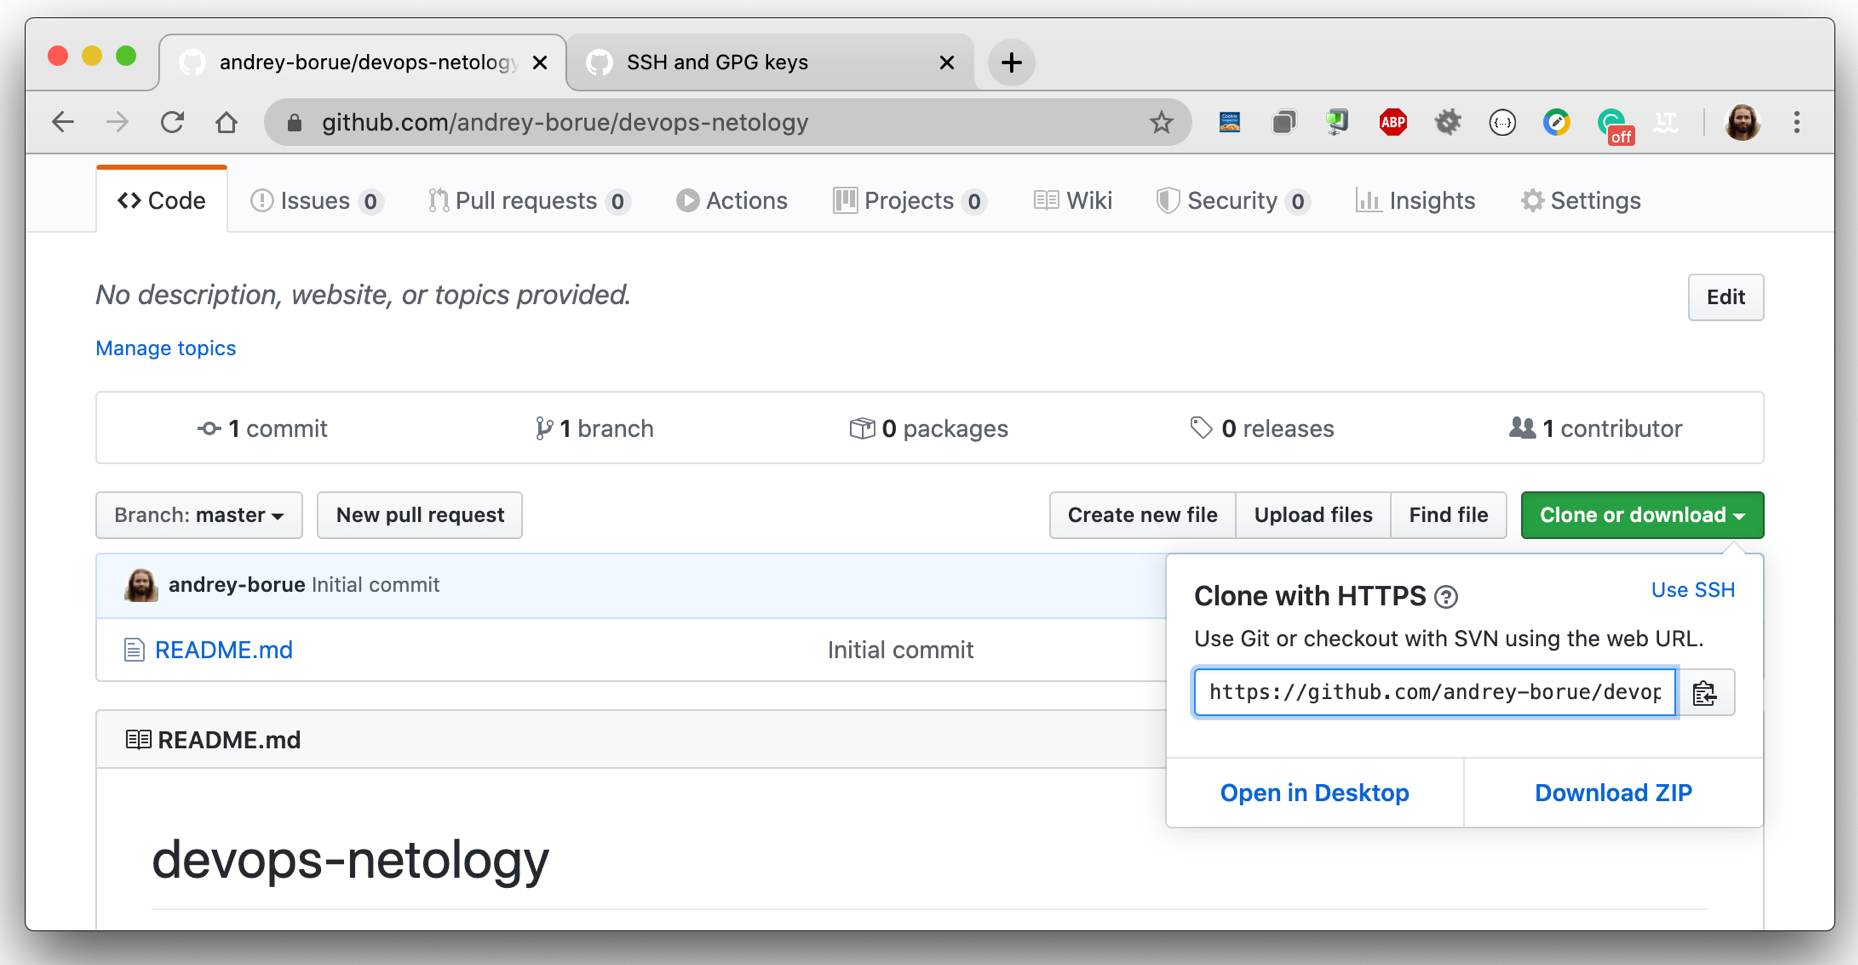 andrey-borue/devops-netology
SSH and GPG keys
github.com/andrey-borue/devops-netology
ABP
off
LT
Code
Issues 0
Pull requests 0
Actions
Projects 0
Wiki
Security 0
Insights
Settings
No description, website, or topics provided.
Edit
Manage topics
1 commit
1 branch
0 packages
0 releases
1 contributor
Branch: master
New pull request
Create new file
Upload files
Find file
Clone or download
andrey-borue Initial commit
README.md
Initial commit
Clone with HTTPS
Use SSH
Use Git or checkout with SVN using the web URL.
https://github.com/andrey-borue/devop
Open in Desktop
Download ZIP
README.md
devops-netology